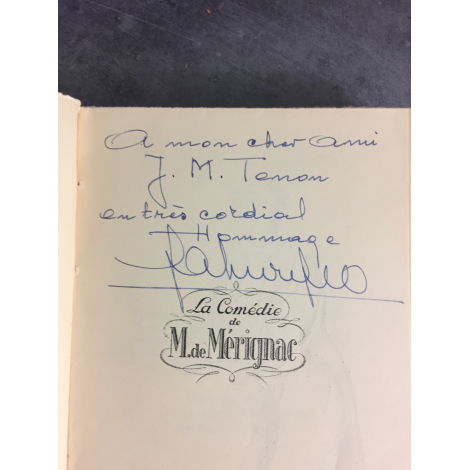 A mon cher Ami
J. M. Tenon
en très cordial
Hommage
La Comédie
de
M. de Mérignac